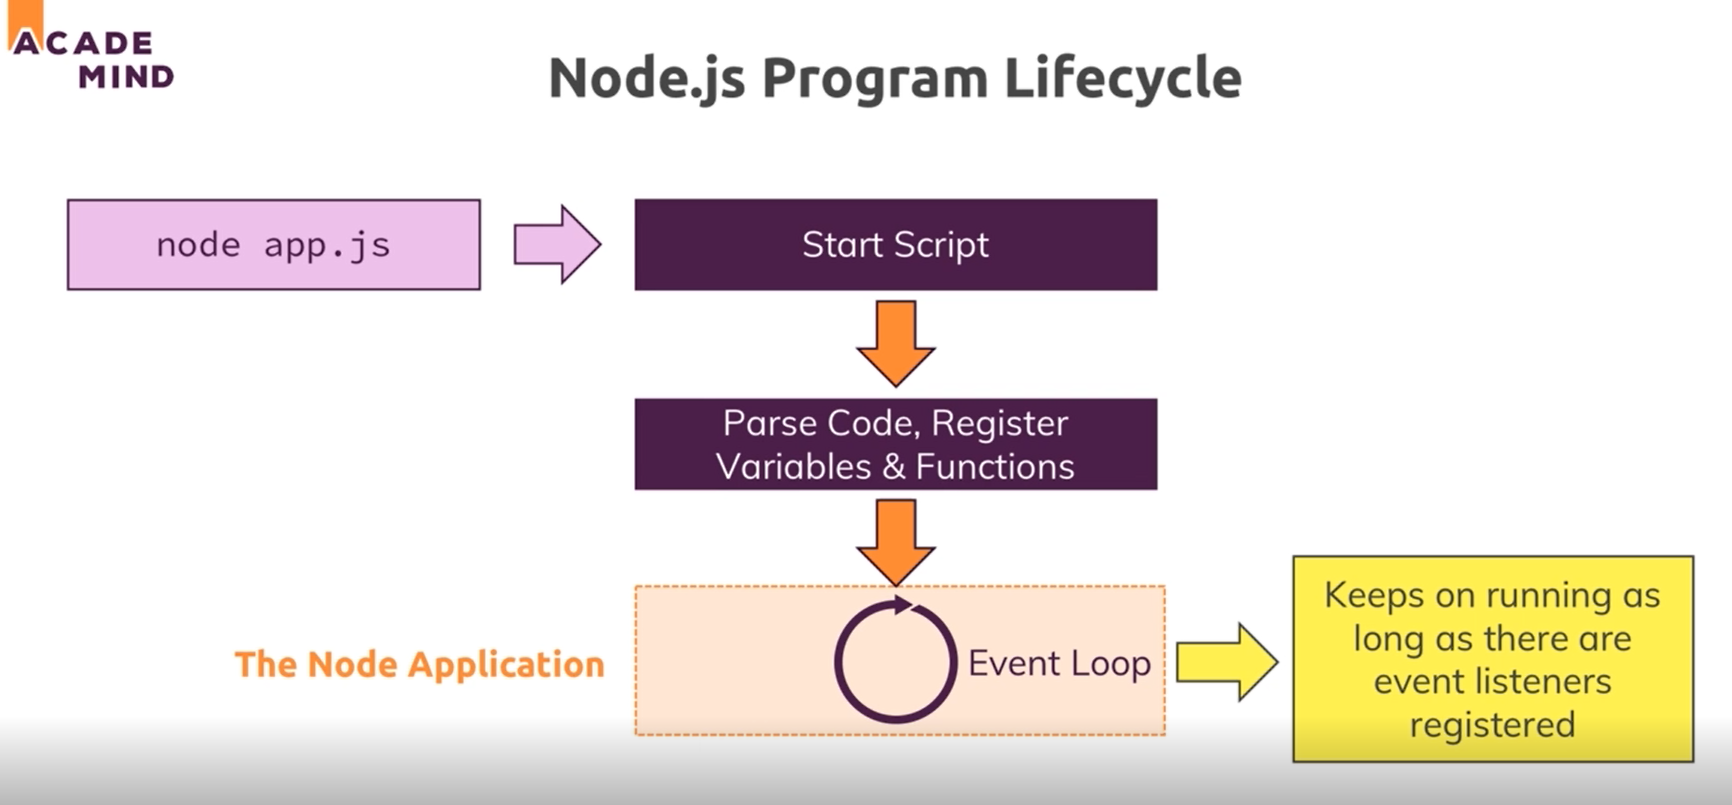 ACADE
MIND
Node.js Program Lifecycle
node app.js
Start Script
Parse Code, Register
Variables & Functions
The Node Application
Event Loop
Keeps on running as
long as there are
event listeners
registered